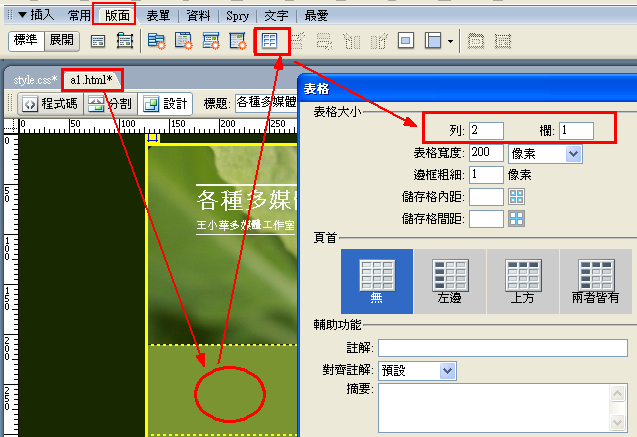 ▼ 插入 常用 版面 表單 資料 Spry 文字 最愛
標準 展開
style.css* a1.html*
程式碼 分割 設計 標題: 各種多媒體
0 50 100 150 200 250
0
50
100
150
200
250
各種多媒體
王小華多媒體工作室
表格
表格大小
列: 2 欄: 1
表格寬度: 200 像素
邊框粗細: 1 像素
儲存格內距:
儲存格間距:
頁首
無 左邊 上方 兩者皆有
輔助功能
註解:
對齊註解: 預設
摘要: